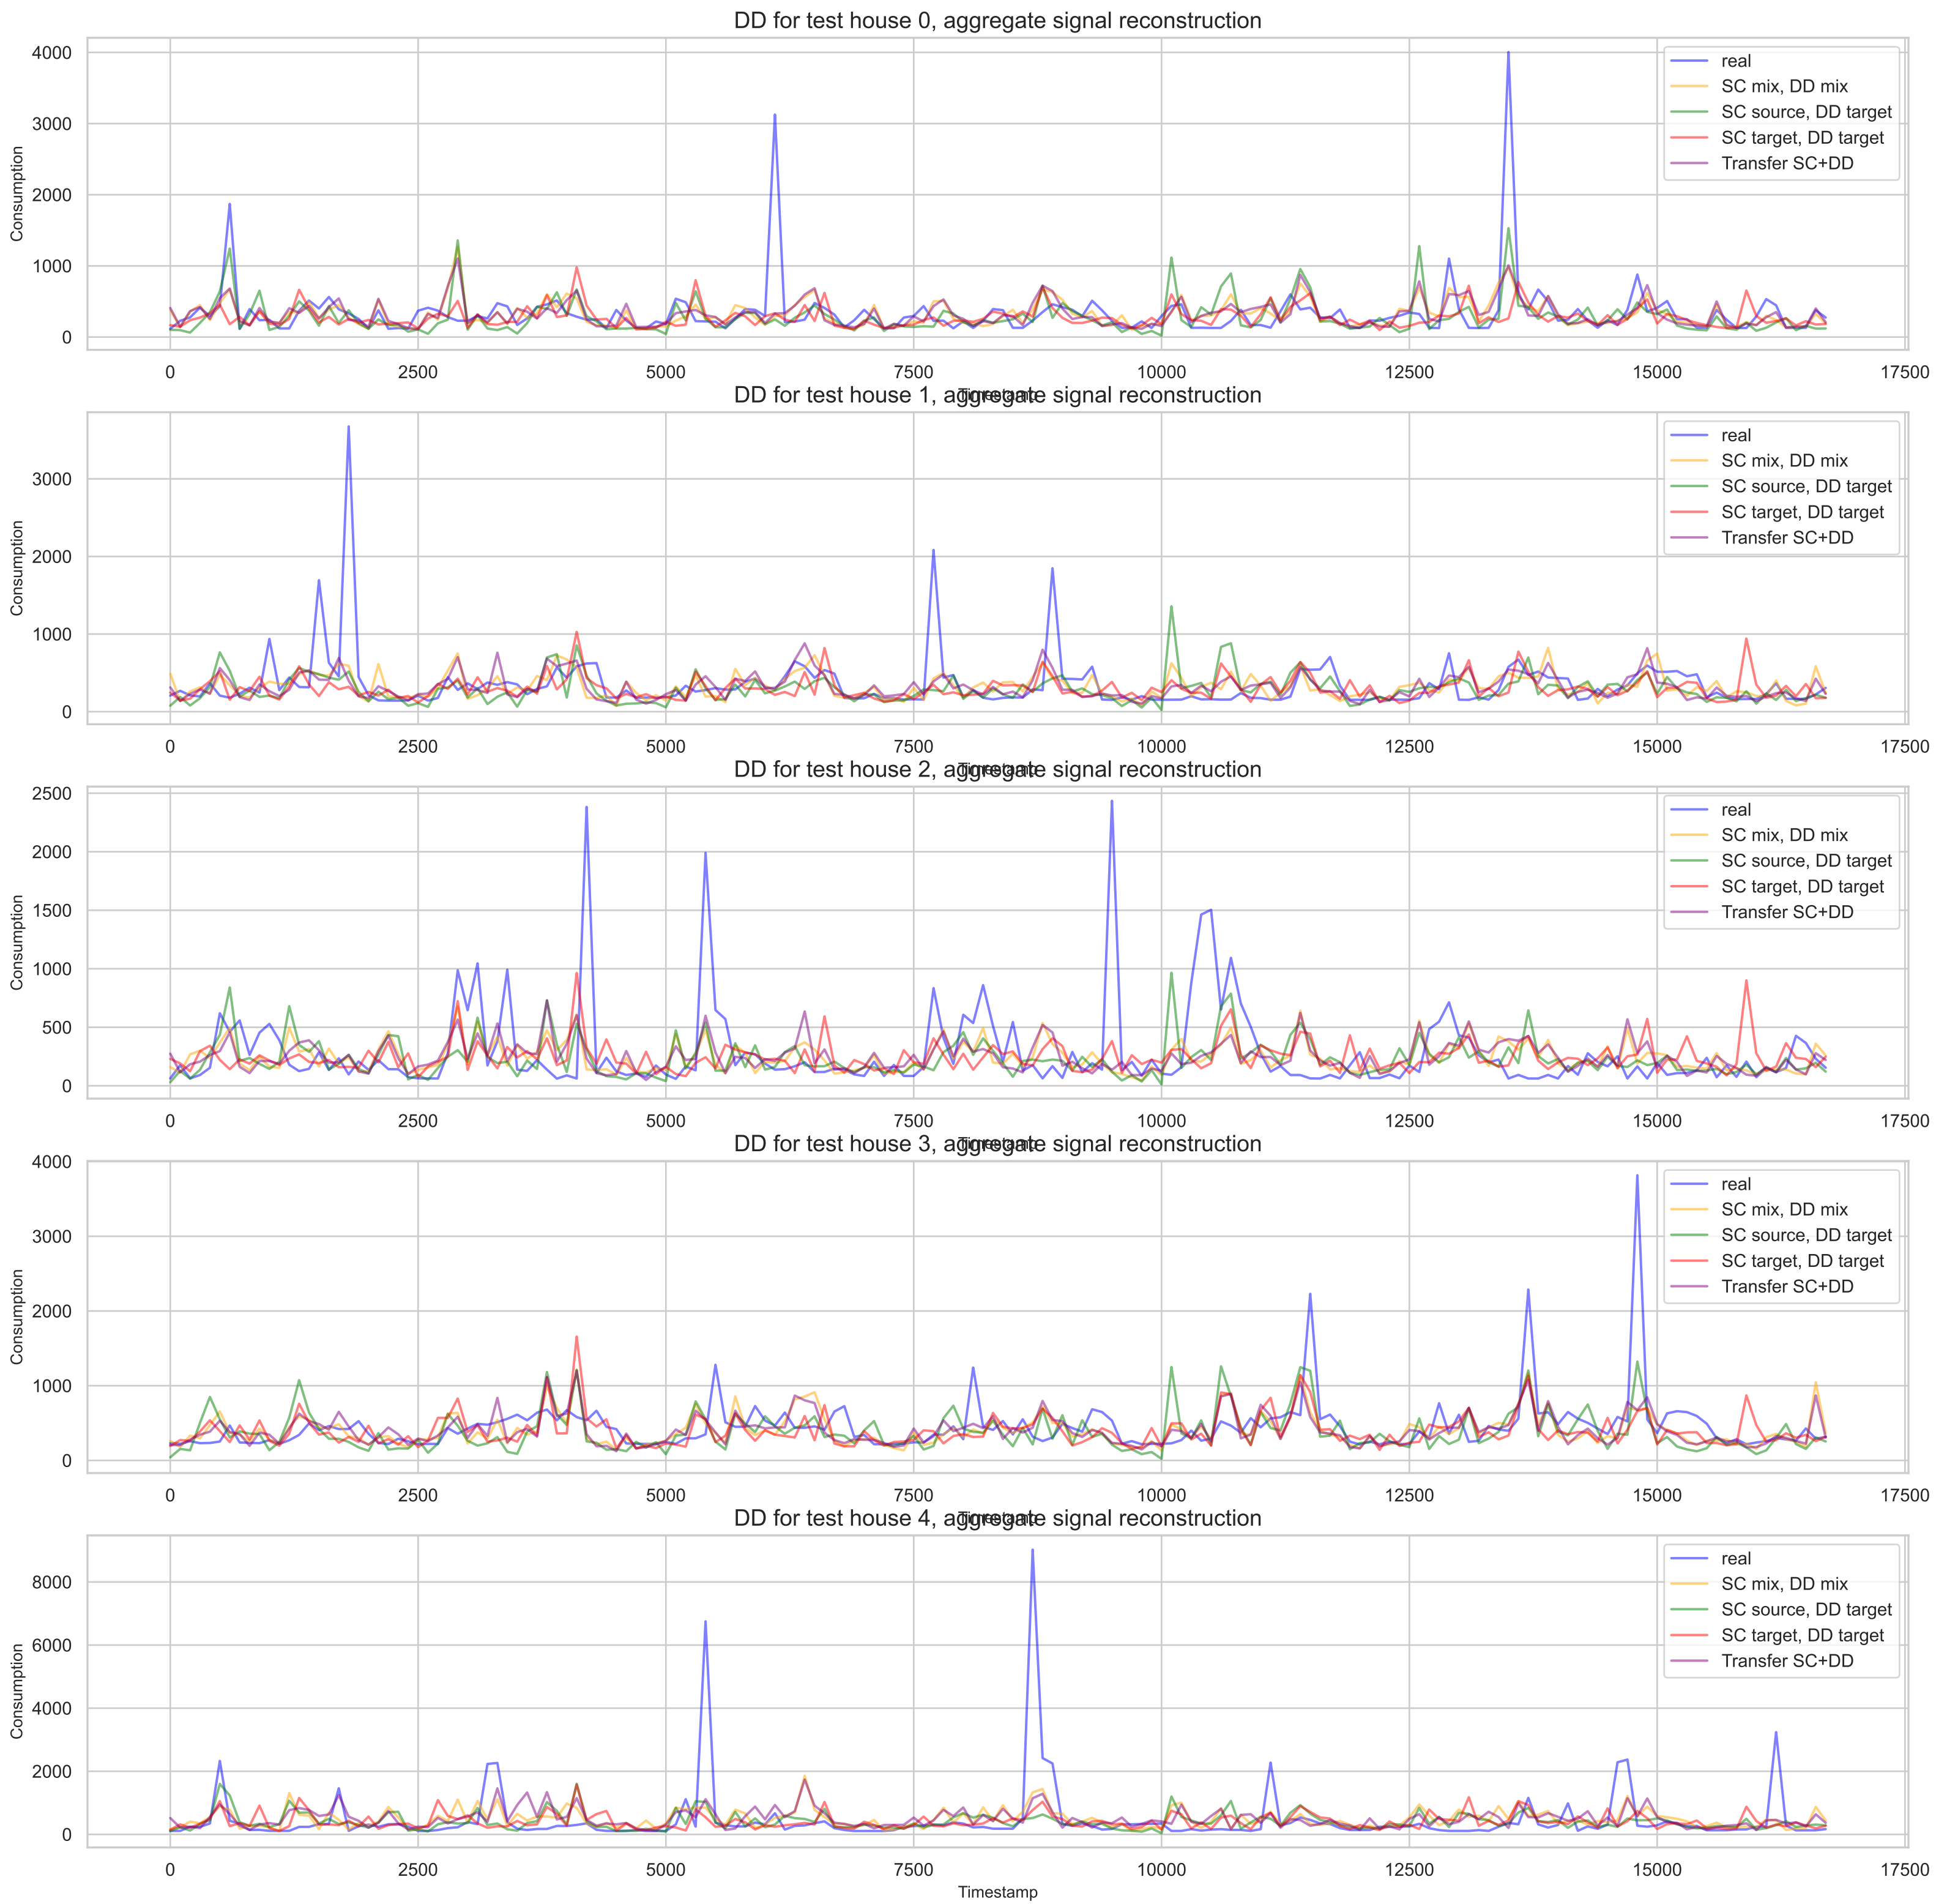 DD for test house 0, aggregate signal reconstruction
4000
3000
2000
1000
0
Consumption
real
SC mix, DD mix
SC source, DD target
SC target, DD target
Transfer SC+DD
0 2500 5000 7500 10000 12500 15000 17500
Timestamp
DD for test house 1, aggregate signal reconstruction
3000
2000
1000
0
Consumption
real
SC mix, DD mix
SC source, DD target
SC target, DD target
Transfer SC+DD
0 2500 5000 7500 10000 12500 15000 17500
Timestamp
DD for test house 2, aggregate signal reconstruction
2500
2000
1500
1000
500
0
Consumption
real
SC mix, DD mix
SC source, DD target
SC target, DD target
Transfer SC+DD
0 2500 5000 7500 10000 12500 15000 17500
Timestamp
DD for test house 3, aggregate signal reconstruction
4000
3000
2000
1000
0
Consumption
real
SC mix, DD mix
SC source, DD target
SC target, DD target
Transfer SC+DD
0 2500 5000 7500 10000 12500 15000 17500
Timestamp
DD for test house 4, aggregate signal reconstruction
8000
6000
4000
2000
0
Consumption
real
SC mix, DD mix
SC source, DD target
SC target, DD target
Transfer SC+DD
0 2500 5000 7500 10000 12500 15000 17500
Timestamp